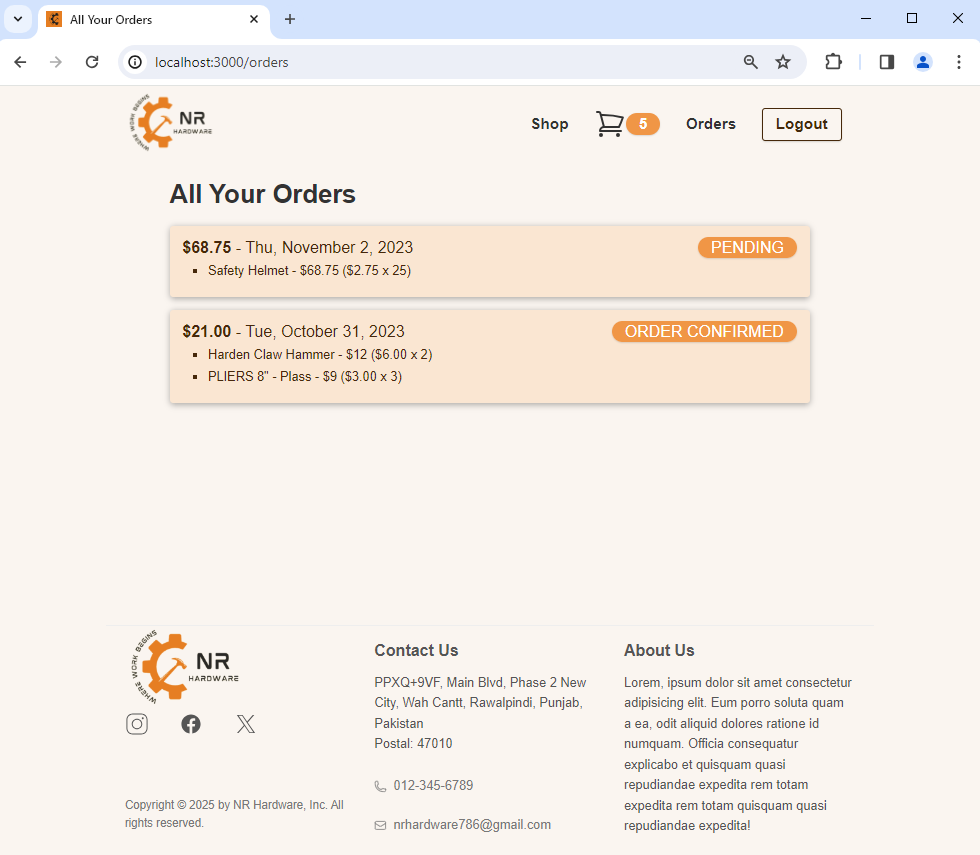 All Your Orders
localhost:3000/orders
WHERE WORK BEGINS
NR
HARDWARE
Shop
5
Orders
Logout
All Your Orders
$68.75 - Thu, November 2, 2023
PENDING
Safety Helmet - $68.75 ($2.75 x 25)
$21.00 - Tue, October 31, 2023
ORDER CONFIRMED
Harden Claw Hammer - $12 ($6.00 x 2)
PLIERS 8" - Plass - $9 ($3.00 x 3)
WHERE WORK BEGINS
NR
HARDWARE
Copyright © 2025 by NR Hardware, Inc. All
rights reserved.
Contact Us
PPXQ+9VF, Main Blvd, Phase 2 New
City, Wah Cantt, Rawalpindi, Punjab,
Pakistan
Postal: 47010
012-345-6789
nrhardware786@gmail.com
About Us
Lorem, ipsum dolor sit amet consectetur
adipisicing elit. Eum porro soluta quam
a ea, odit aliquid dolores ratione id
numquam. Officia consequatur
explicabo et quisquam quasi
repudiandae expedita rem totam
expedita rem totam quisquam quasi
repudiandae expedita!